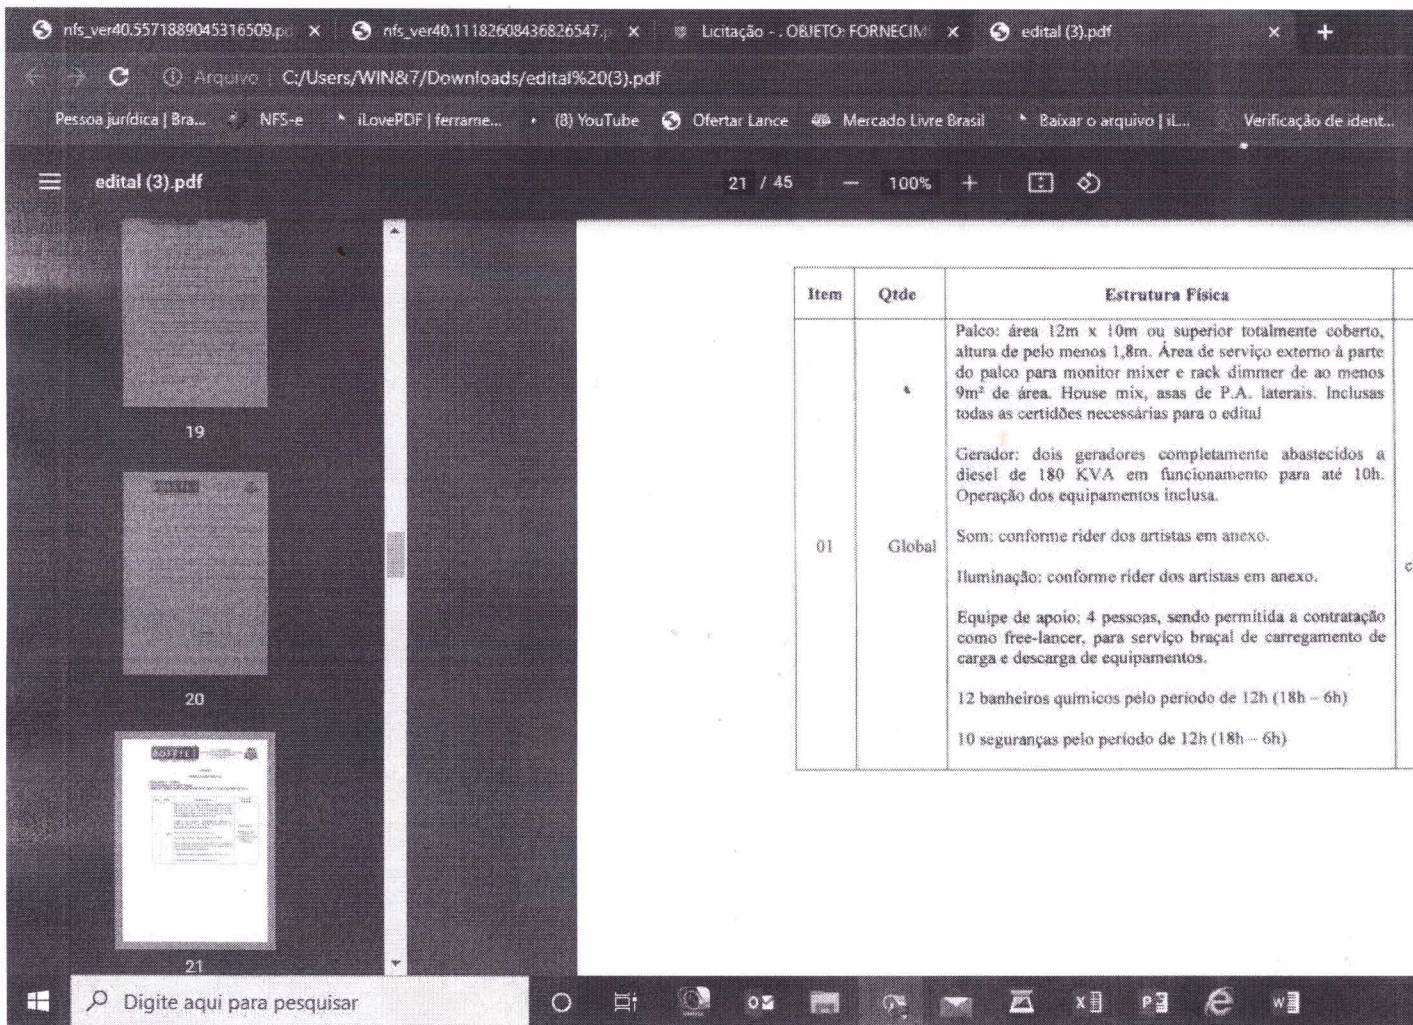 nfs_ver40.5571889045316509.pd
nfs_ver40.11182608436826547.p
Licitação - . OBJETO: FORNECIM
edital (3).pdf
Arquivo
C:/Users/WIN&7/Downloads/edital%20(3).pdf
Pessoa jurídica | Bra...
NFS-e
iLovePDF | ferrame...
(8) YouTube
Ofertar Lance
Mercado Livre Brasil
Baixar o arquivo | iL...
Verificação de ident...
edital (3).pdf
21 / 45
100%
19
20
21
Item
Qtde
Estrutura Física
01
Global
Palco: área 12m x 10m ou superior totalmente coberto,
altura de pelo menos 1,8m. Área de serviço externo à parte
do palco para monitor mixer e rack dimmer de ao menos
9m² de área. House mix, asas de P.A. laterais. Inclusas
todas as certidões necessárias para o edital
Gerador: dois geradores completamente abastecidos a
diesel de 180 KVA em funcionamento para até 10h.
Operação dos equipamentos inclusa.
Som: conforme rider dos artistas em anexo.
Iluminação: conforme rider dos artistas em anexo.
Equipe de apoio: 4 pessoas, sendo permitida a contratação
como free-lancer, para serviço braçal de carregamento de
carga e descarga de equipamentos.
12 banheiros químicos pelo período de 12h (18h – 6h)
10 seguranças pelo período de 12h (18h – 6h)
Digite aqui para pesquisar